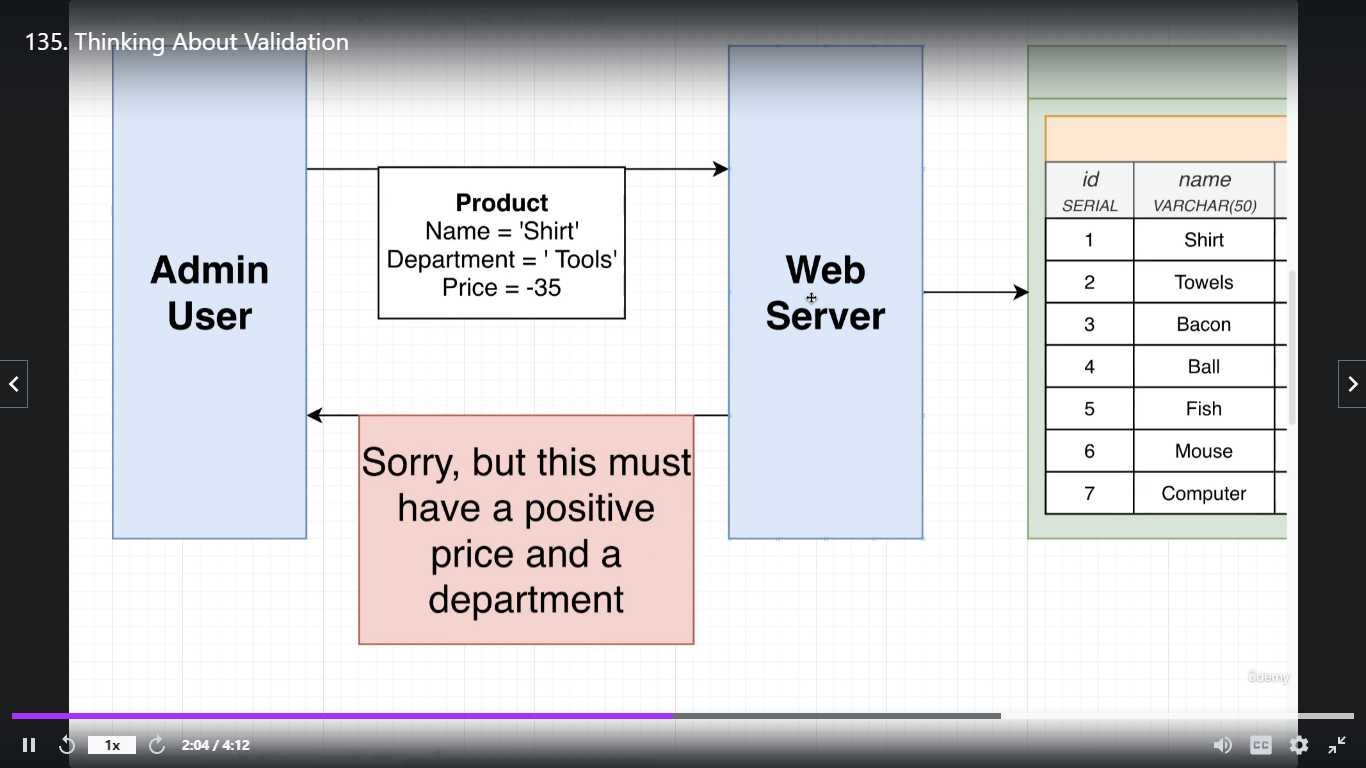 135. Thinking About Validation
Admin
User
Product
Name = 'Shirt'
Department = ' Tools'
Price = -35
Sorry, but this must
have a positive
price and a
department
Web
Server
id name
SERIAL VARCHAR(50)
1 Shirt
2 Towels
3 Bacon
4 Ball
5 Fish
6 Mouse
7 Computer
ûdemy
1x 2:04 / 4:12 CC